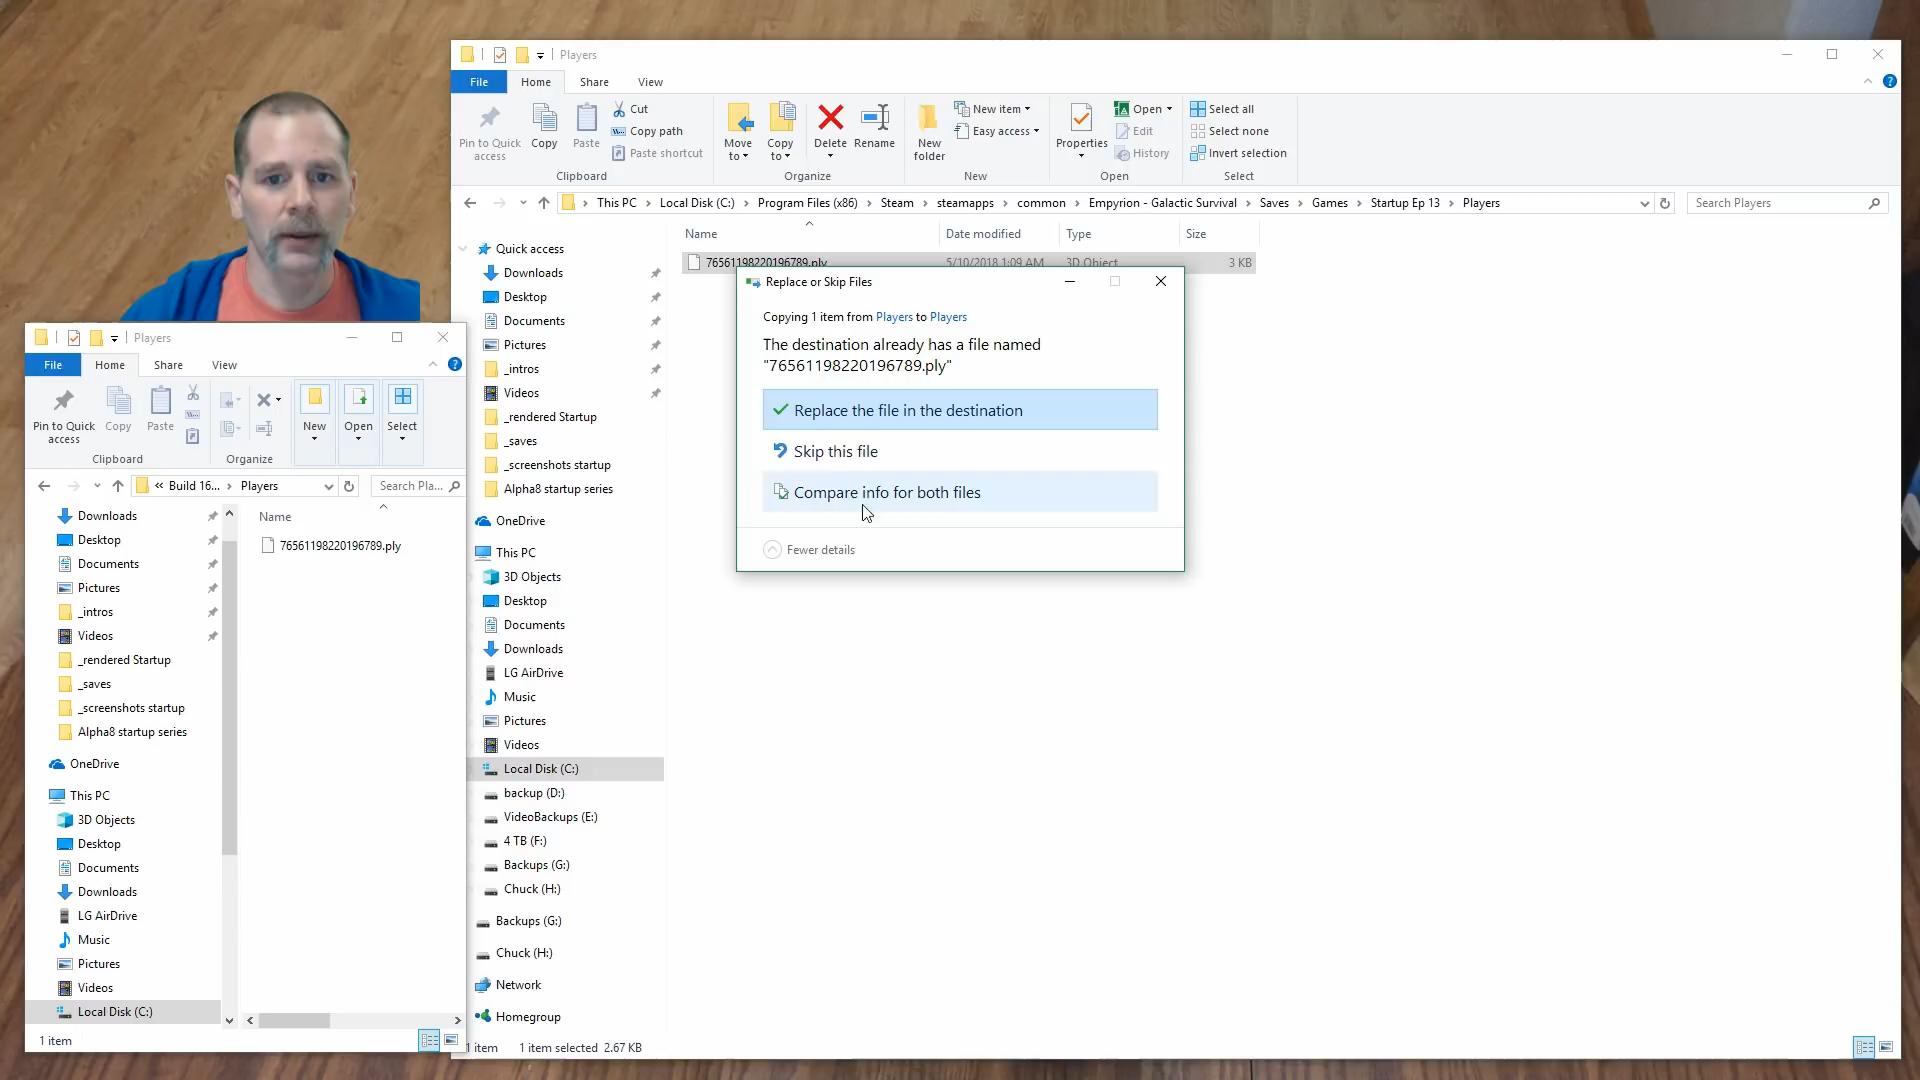 Players
File
Home
Share
View
Pin to Quick access
Copy
Paste
Cut
Copy path
Paste shortcut
Clipboard
Move to
Copy to
Delete
Rename
Organize
New folder
New item
Easy access
New
Properties
Open
Edit
History
Open
Select all
Select none
Invert selection
Select
This PC
Local Disk (C:)
Program Files (x86)
Steam
steamapps
common
Empyrion - Galactic Survival
Saves
Games
Startup Ep 13
Players
Search Players
Name
Date modified
Type
Size
76561198220196789.ply
5/10/2018 1:09 AM
3D Object
3 KB
Quick access
Downloads
Desktop
Documents
Pictures
_intros
Videos
_rendered Startup
_saves
_screenshots startup
Alpha8 startup series
OneDrive
This PC
3D Objects
Desktop
Documents
Downloads
LG AirDrive
Music
Pictures
Videos
Local Disk (C:)
backup (D:)
VideoBackups (E:)
4 TB (F:)
Backups (G:)
Chuck (H:)
Backups (G:)
Chuck (H:)
Network
Homegroup
1 item
1 item selected 2.67 KB
Replace or Skip Files
Copying 1 item from Players to Players
The destination already has a file named
"76561198220196789.ply"
Replace the file in the destination
Skip this file
Compare info for both files
Fewer details
Players
File
Home
Share
View
Pin to Quick access
Copy
Paste
Clipboard
Organize
New
Open
Select
« Build 16...
Players
Search Pla...
Downloads
Desktop
Documents
Pictures
_intros
Videos
_rendered Startup
_saves
_screenshots startup
Alpha8 startup series
OneDrive
This PC
3D Objects
Desktop
Documents
Downloads
LG AirDrive
Music
Pictures
Videos
Local Disk (C:)
Name
76561198220196789.ply
1 item